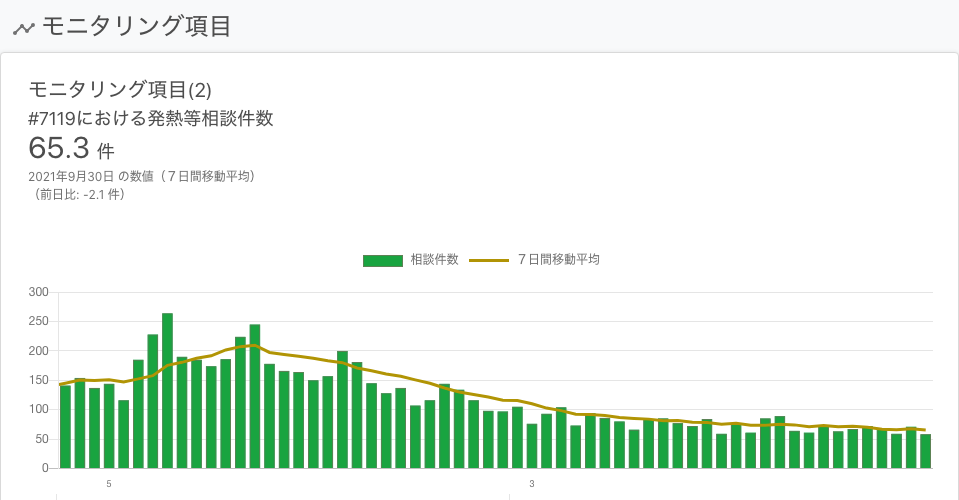 モニタリング項目
モニタリング項目(2)
#7119における発熱等相談件数
65.3 件
2021年9月30日 の数値（７日間移動平均）
（前日比: -2.1 件）
相談件数 ７日間移動平均
300
250
200
150
100
50
0
5 3